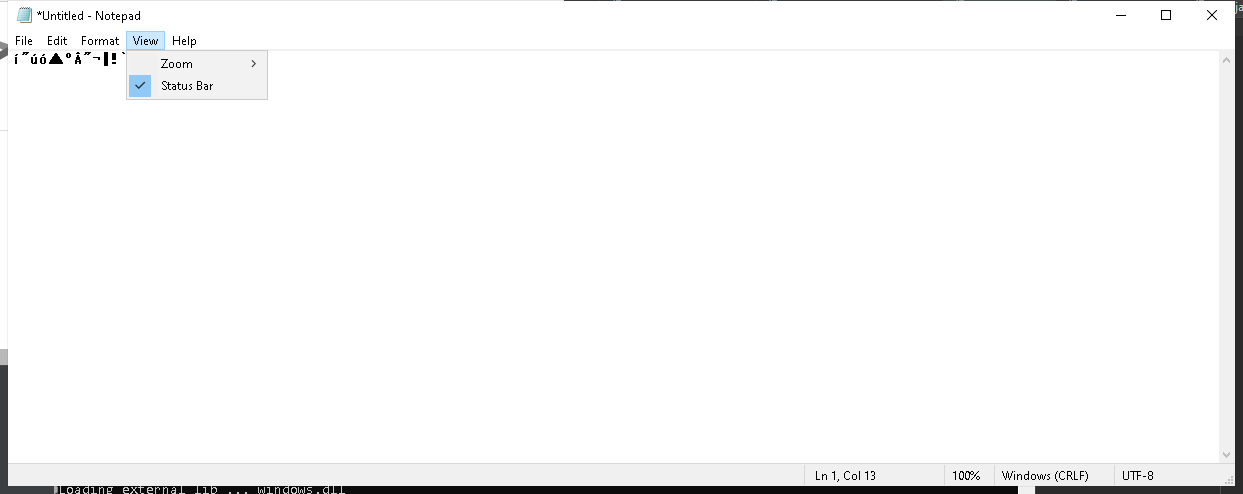 *Untitled - Notepad
File Edit Format View Help
í˝úó▲ºÂ˝¬‖!`
Zoom
Status Bar
Ln 1, Col 13 100% Windows (CRLF) UTF-8
Loading external lib ... windows.dll